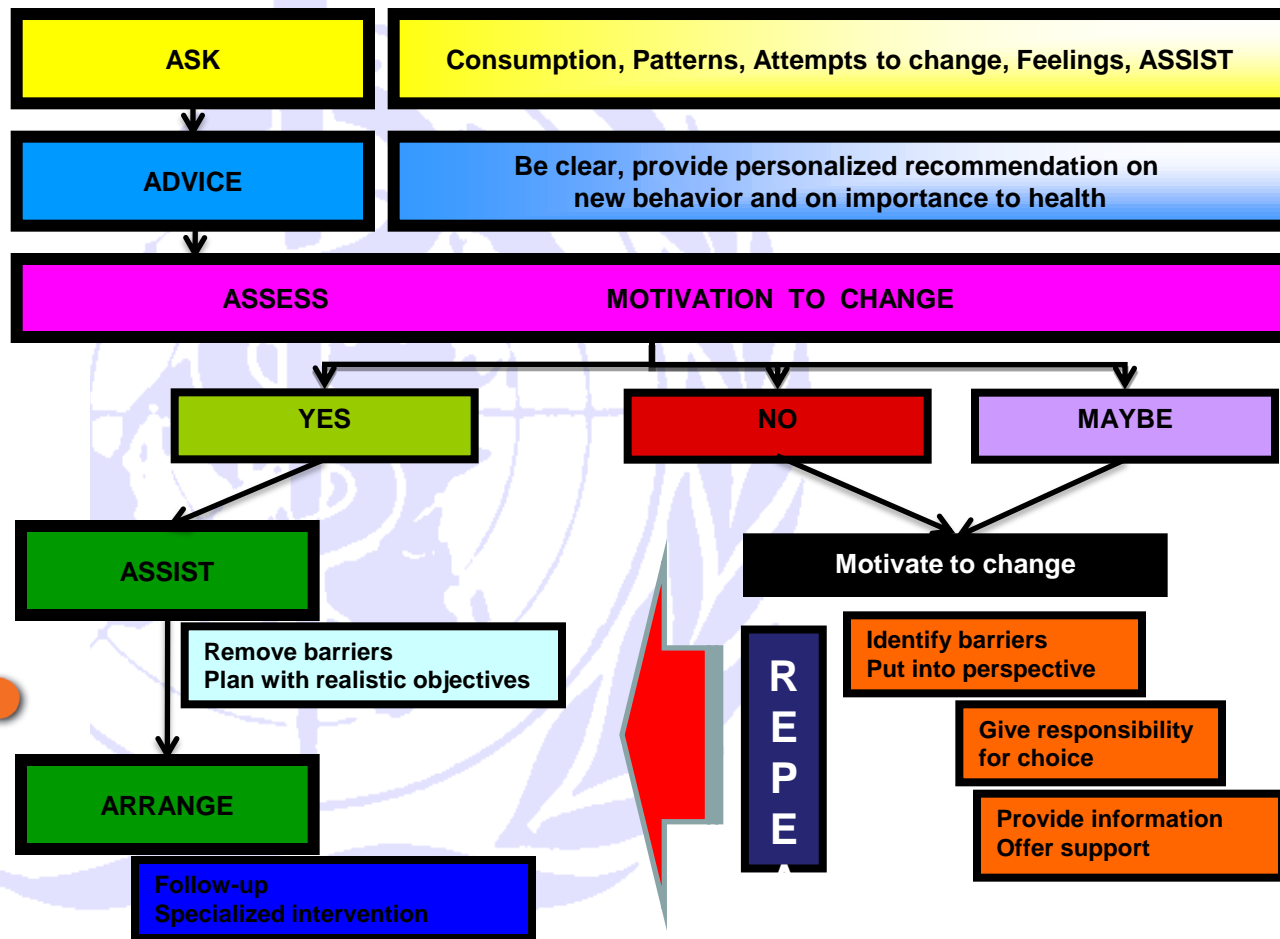 ASK
Consumption, Patterns, Attempts to change, Feelings, ASSIST
ADVICE
Be clear, provide personalized recommendation on
new behavior and on importance to health
ASSESS MOTIVATION TO CHANGE
YES
NO
MAYBE
ASSIST
Remove barriers
Plan with realistic objectives
ARRANGE
Follow-up
Specialized intervention
Motivate to change
R
E
P
E
Identify barriers
Put into perspective
Give responsibility
for choice
Provide information
Offer support